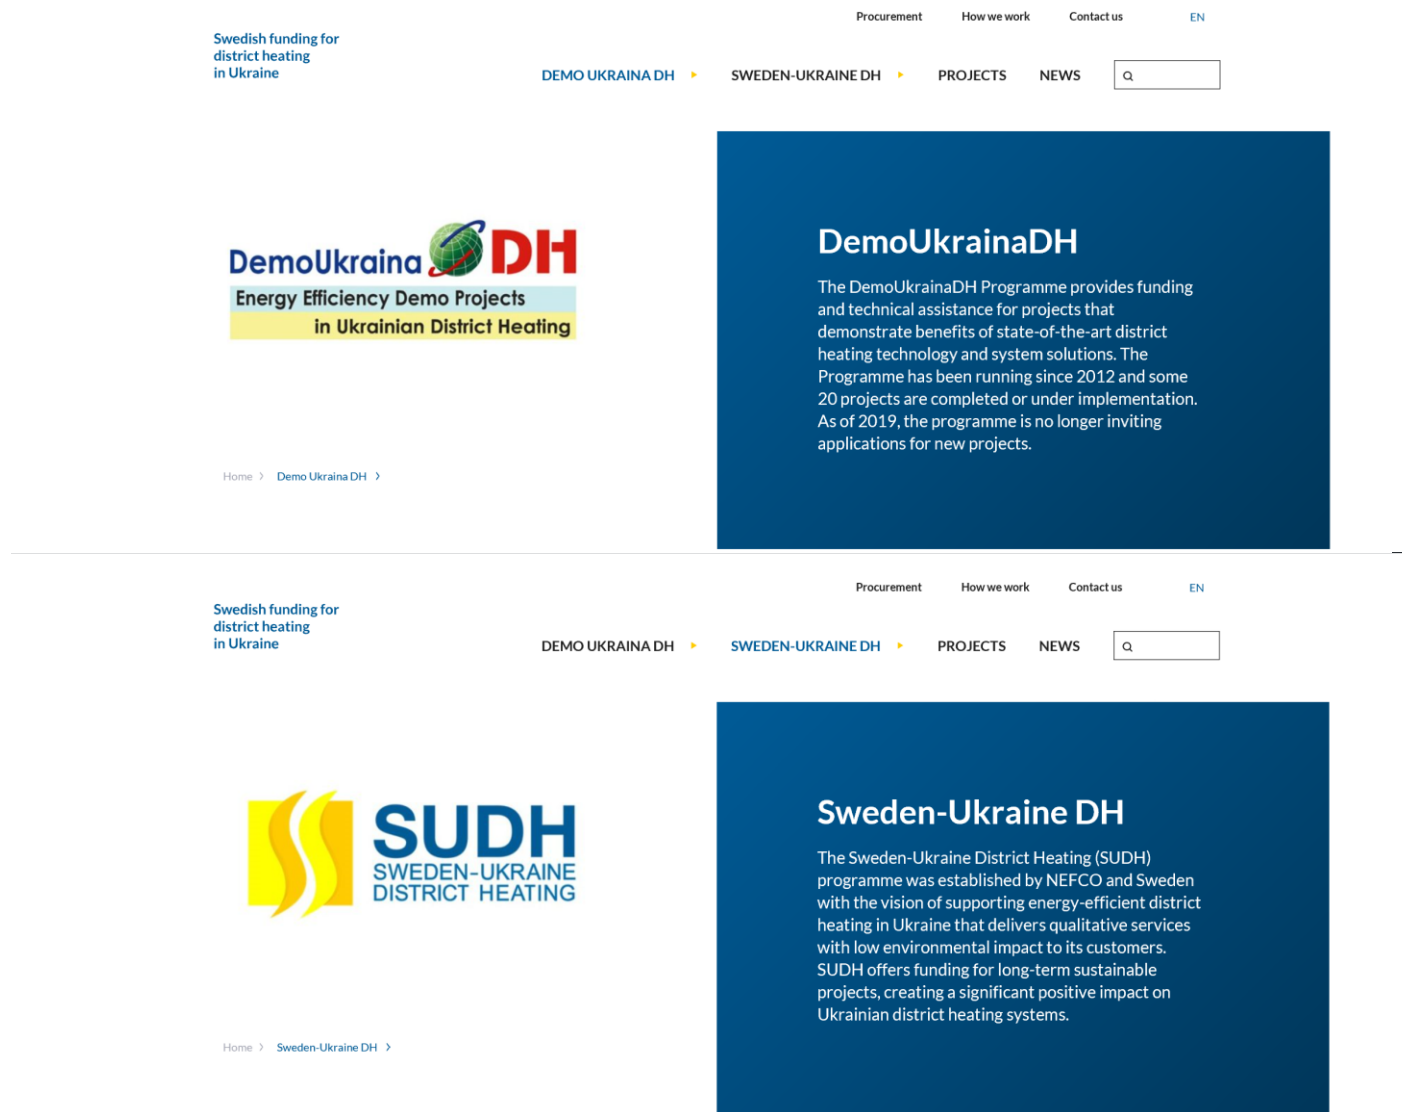 Procurement How we work Contact us EN
Swedish funding for
district heating
in Ukraine
DEMO UKRAINA DH SWEDEN-UKRAINE DH PROJECTS NEWS
DemoUkraina DH
Energy Efficiency Demo Projects
in Ukrainian District Heating
DemoUkrainaDH
The DemoUkrainaDH Programme provides funding
and technical assistance for projects that
demonstrate benefits of state-of-the-art district
heating technology and system solutions. The
Programme has been running since 2012 and some
20 projects are completed or under implementation.
As of 2019, the programme is no longer inviting
applications for new projects.
Home Demo Ukraina DH
Procurement How we work Contact us EN
Swedish funding for
district heating
in Ukraine
DEMO UKRAINA DH SWEDEN-UKRAINE DH PROJECTS NEWS
SUDH
SWEDEN-UKRAINE
DISTRICT HEATING
Sweden-Ukraine DH
The Sweden-Ukraine District Heating (SUDH)
programme was established by NEFCO and Sweden
with the vision of supporting energy-efficient district
heating in Ukraine that delivers qualitative services
with low environmental impact to its customers.
SUDH offers funding for long-term sustainable
projects, creating a significant positive impact on
Ukrainian district heating systems.
Home Sweden-Ukraine DH